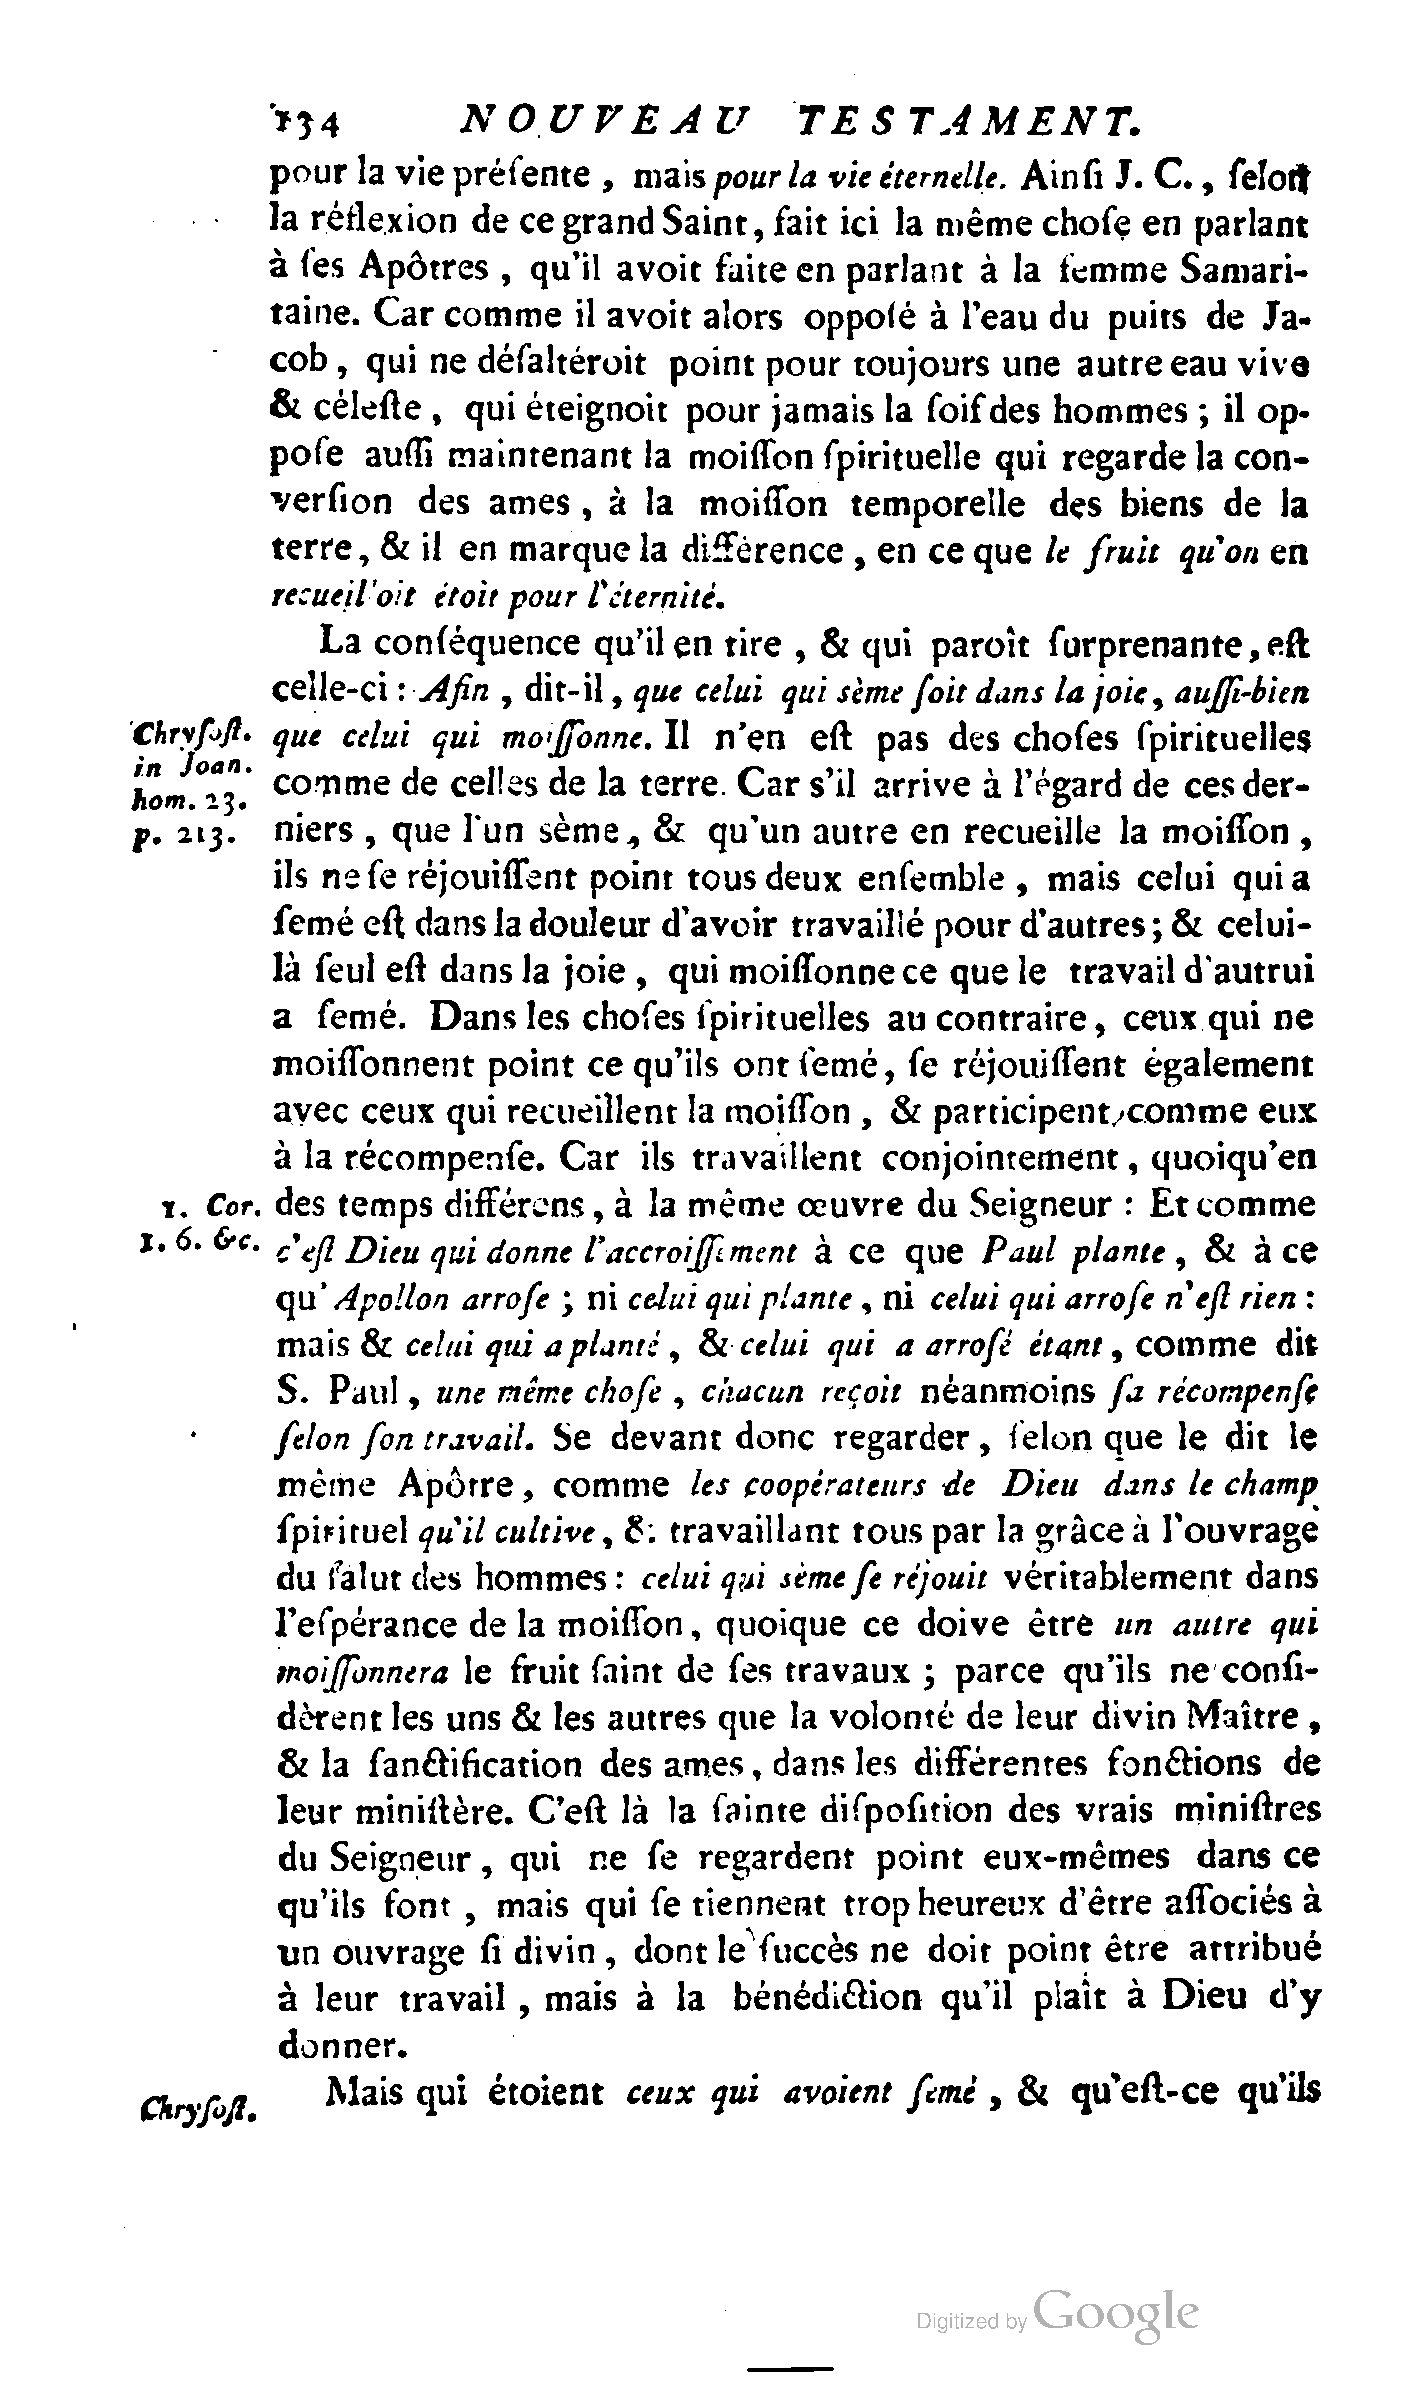 134 NOUVEAU TESTAMENT.
pour la vie préſente , mais pour la vie éternelle. Ainſi J. C. , ſelon
la réflexion de ce grand Saint, fait ici la même choſe en parlant
à ſes Apôtres , qu'il avoit faite en parlant à la femme Samari-
taine. Car comme il avoit alors oppoſé à l'eau du puits de Ja-
cob , qui ne déſaltéroit point pour toujours une autre eau vive
& céleſte , qui éteignoit pour jamais la ſoif des hommes ; il op-
poſe auſſi maintenant la moiſſon ſpirituelle qui regarde la con-
verſion des ames , à la moiſſon temporelle des biens de la
terre, & il en marque la différence , en ce que le fruit qu'on en
recueilloit étoit pour l'éternité.
La conſéquence qu'il en tire , & qui paroît ſurprenante, eſt
celle-ci : Afin , dit-il , que celui qui sème ſoit dans la joie, auſſi-bien
Chryſoſt.
in Joan.
hom. 23.
p. 213.
que celui qui moiſſonne. Il n'en eſt pas des choſes ſpirituelles
comme de celles de la terre. Car s'il arrive à l'égard de ces der-
niers , que l'un sème, & qu'un autre en recueille la moiſſon ,
ils ne ſe réjouiſſent point tous deux enſemble , mais celui qui a
ſemé eſt dans la douleur d'avoir travaillé pour d'autres ; & celui-
là ſeul eſt dans la joie , qui moiſſonne ce que le travail d'autrui
a ſemé. Dans les choſes ſpirituelles au contraire, ceux qui ne
moiſſonnent point ce qu'ils ont ſemé, ſe réjouiſſent également
avec ceux qui recueillent la moiſſon , & participent comme eux
à la récompenſe. Car ils travaillent conjointement , quoiqu'en
1. Cor.
1. 6. &c.
des temps différens , à la même œuvre du Seigneur : Et comme
c'eſt Dieu qui donne l'accroiſſement à ce que Paul plante , & à ce
qu'Apollon arroſe ; ni celui qui plante , ni celui qui arroſe n'eſt rien :
mais & celui qui a planté , & celui qui a arroſé étant , comme dit
S. Paul , une même choſe , chacun reçoit néanmoins ſa récompenſe
ſelon ſon travail. Se devant donc regarder , ſelon que le dit le
même Apôtre , comme les coopérateurs de Dieu dans le champ
ſpirituel qu'il cultive , & travaillant tous par la grâce à l'ouvrage
du ſalut des hommes : celui qui sème ſe réjouit véritablement dans
l'eſpérance de la moiſſon, quoique ce doive être un autre qui
moiſſonnera le fruit ſaint de ſes travaux ; parce qu'ils ne conſi-
dèrent les uns & les autres que la volonté de leur divin Maître ,
& la ſanctification des ames , dans les différentes fonctions de
leur miniſtère. C'eſt là la ſainte diſpoſition des vrais miniſtres
du Seigneur , qui ne ſe regardent point eux-mêmes dans ce
qu'ils font , mais qui ſe tiennent trop heureux d'être aſſociés à
un ouvrage ſi divin , dont le ſuccès ne doit point être attribué
à leur travail , mais à la bénédiction qu'il plaît à Dieu d'y
donner.
Chryſoſt.
Mais qui étoient ceux qui avoient ſemé , & qu'eſt-ce qu'ils
Digitized by Google